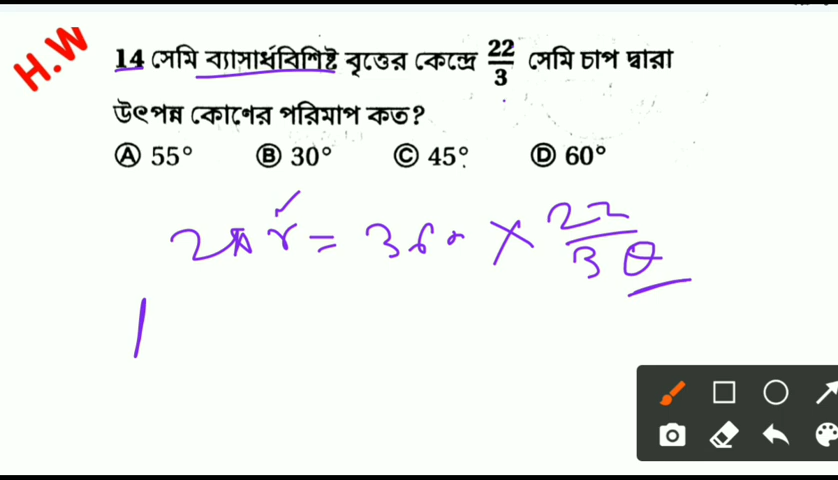 H.W
14 সেমি ব্যাসার্ধবিশিষ্ট বৃত্তের কেন্দ্রে 22/3 সেমি চাপ দ্বারা
উৎপন্ন কোণের পরিমাপ কত?
Ⓐ 55° Ⓑ 30° Ⓒ 45° Ⓓ 60°
2πr = 360 × 22/3θ